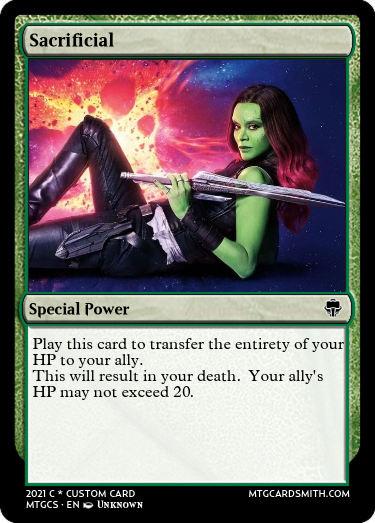 Sacrificial
Special Power
Play this card to transfer the entirety of your
HP to your ally.
This will result in your death.  Your ally's
HP may not exceed 20.
2021 C * CUSTOM CARD
MTGCARDSMITH.COM
MTGCS · EN UNKNOWN